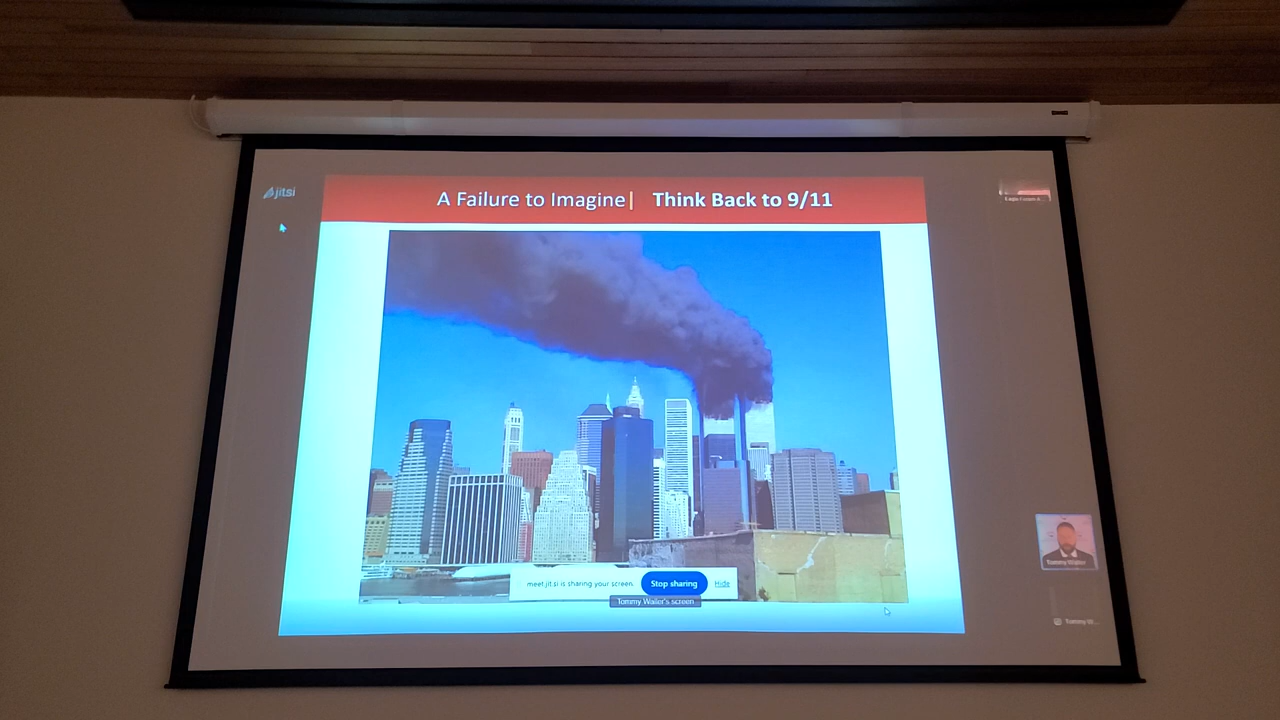 jitsi
A Failure to Imagine| Think Back to 9/11
meet.jit.si is sharing your screen.
Stop sharing
Hide
Tommy Waller's screen
Tommy Waller
Tommy W...